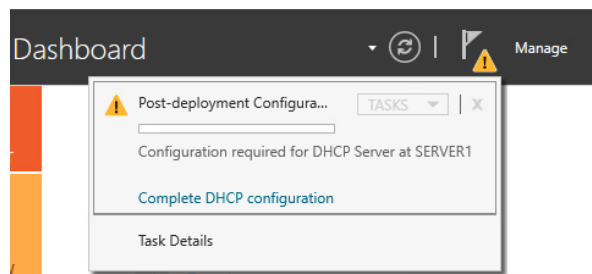 Dashboard
Manage
Post-deployment Configura...
TASKS
X
Configuration required for DHCP Server at SERVER1
Complete DHCP configuration
Task Details